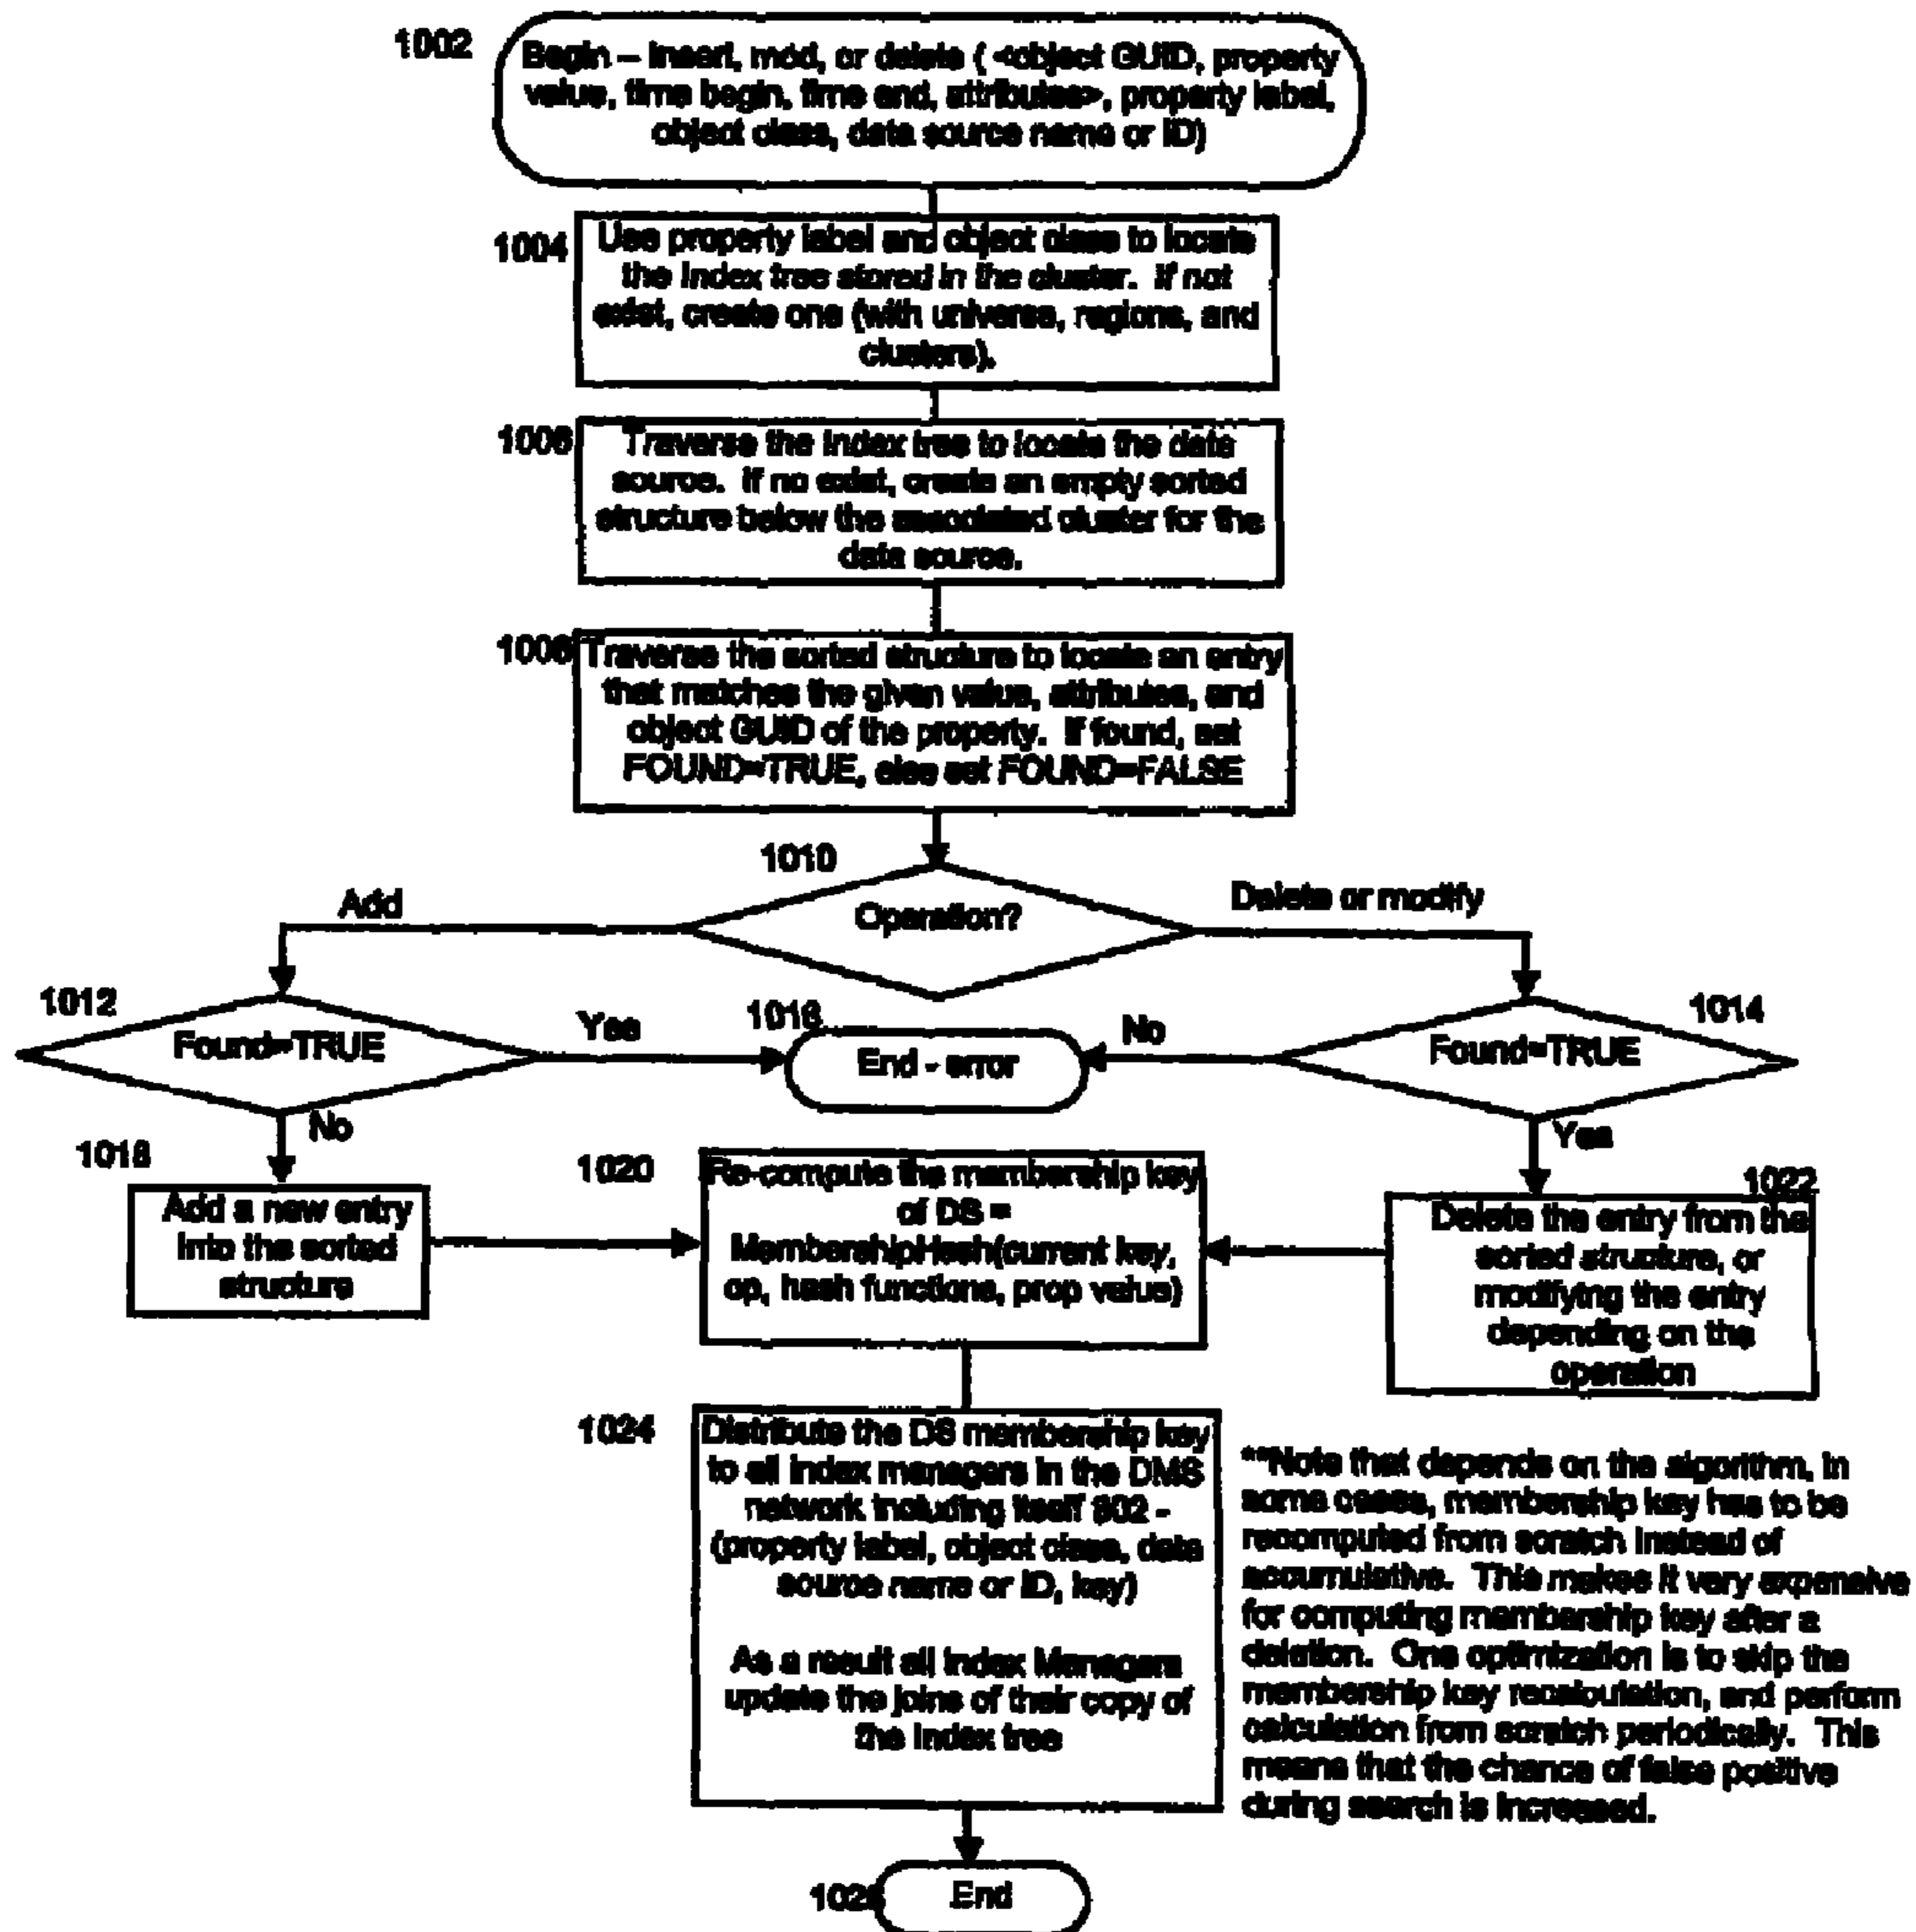 1002
Begin – insert, mod, or delete ( <object GUID, property
value, time begin, time end, attributes>, property label,
object class, data source name or ID)
1004
Use property label and object class to locate
the index tree stored in the cluster. If not
exist, create one (with universe, regions, and
clusters).
1006
Traverse the index tree to locate the data
source. If no exist, create an empty sorted
structure below the associated cluster for the
data source.
1008
Traverse the sorted structure to locate an entry
that matches the given value, attributes, and
object GUID of the property. If found, set
FOUND=TRUE, else set FOUND=FALSE
1010
Operation?
Add
Delete or modify
1012
Found=TRUE
Yes
1016
End - error
No
1014
Found=TRUE
No
Yes
1018
Add a new entry
into the sorted
structure
1020
Re-compute the membership key
of DS =
MembershipHash(current key,
op, hash functions, prop value)
1022
Delete the entry from the
sorted structure, or
modifying the entry
depending on the
operation
1024
Distribute the DS membership key
to all index managers in the DMS
network including itself 302 -
(property label, object class, data
source name or ID, key)
As a result all Index Managers
update the joins of their copy of
the index tree
**Note that depends on the algorithm, in
some cases, membership key has to be
recomputed from scratch instead of
accumulative. This makes it very expensive
for computing membership key after a
deletion. One optimization is to skip the
membership key recalculation, and perform
calculation from scratch periodically. This
means that the chance of false positive
during search is increased.
End